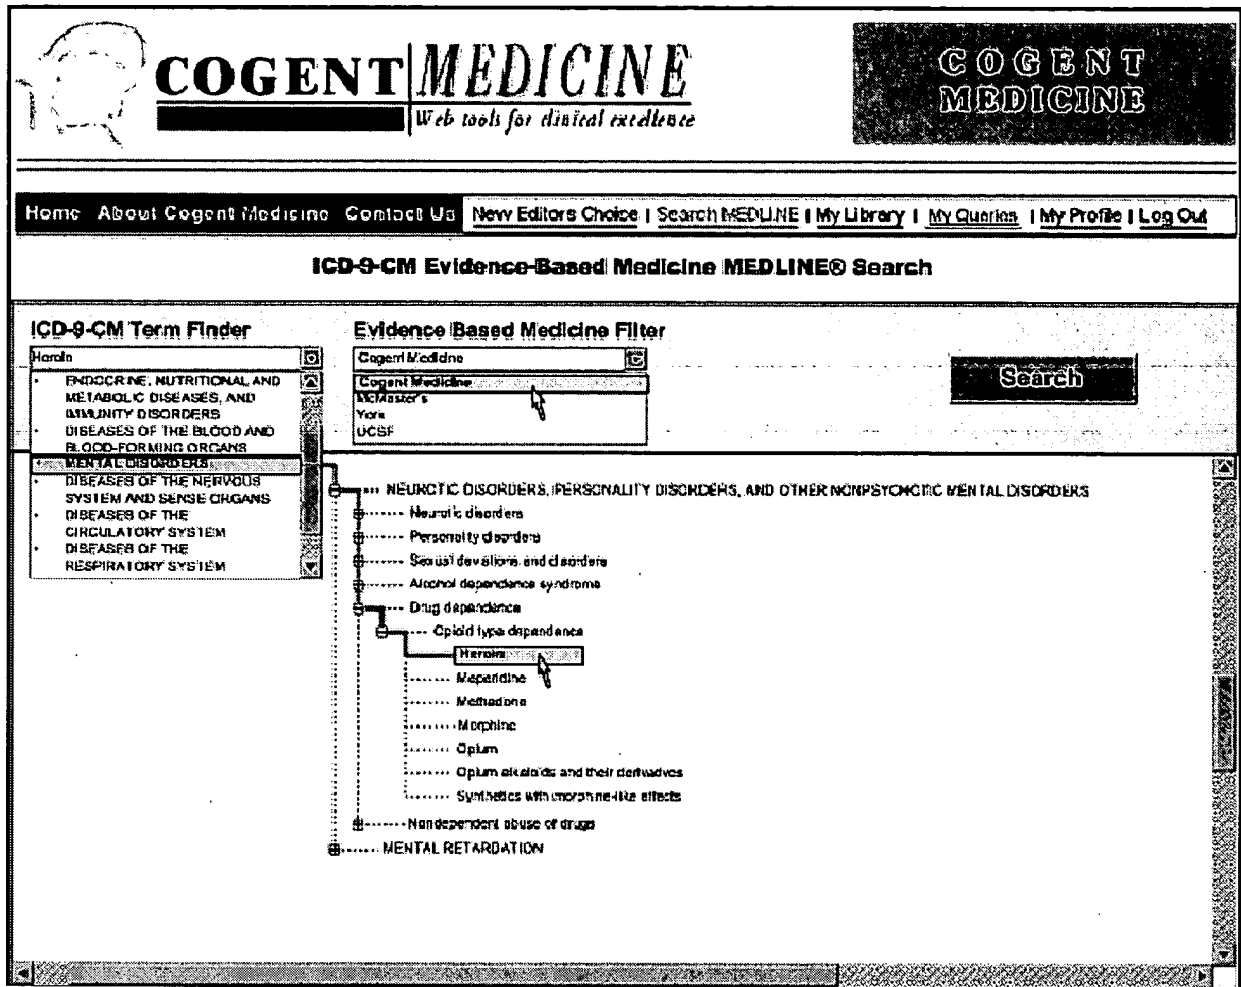 COGENT MEDICINE
Web tools for clinical excellence
COGENT
MEDICINE
Home About Cogent Medicine Contact Us New Editors Choice | Search MEDLINE | My Library | My Queries | My Profile | Log Out
ICD-9-CM Evidence-Based Medicine MEDLINE® Search
ICD-9-CM Term Finder
Evidence Based Medicine Filter
Heroin
Cogent Medicine
Search
ENDOCRINE, NUTRITIONAL AND
METABOLIC DISEASES, AND
IMMUNITY DISORDERS
DISEASES OF THE BLOOD AND
BLOOD-FORMING ORGANS
MENTAL DISORDERS
DISEASES OF THE NERVOUS
SYSTEM AND SENSE ORGANS
DISEASES OF THE
CIRCULATORY SYSTEM
DISEASES OF THE
RESPIRATORY SYSTEM
Cogent Medicine
McMaster's
York
UCSF
NEUROTIC DISORDERS, PERSONALITY DISORDERS, AND OTHER NONPSYCHOTIC MENTAL DISORDERS
Neurotic disorders
Personality disorders
Sexual deviations and disorders
Alcohol dependence syndrome
Drug dependence
Opioid type dependence
Heroin
Meperidine
Methadone
Morphine
Opium
Opium alkaloids and their derivatives
Synthetics with morphine-like effects
Nondependent abuse of drugs
MENTAL RETARDATION